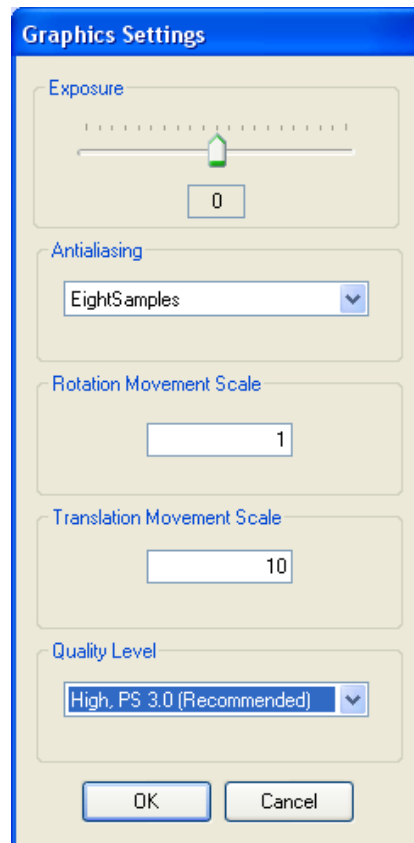 Graphics Settings
Exposure
0
Antialiasing
EightSamples
Rotation Movement Scale
1
Translation Movement Scale
10
Quality Level
High, PS 3.0 (Recommended)
OK Cancel